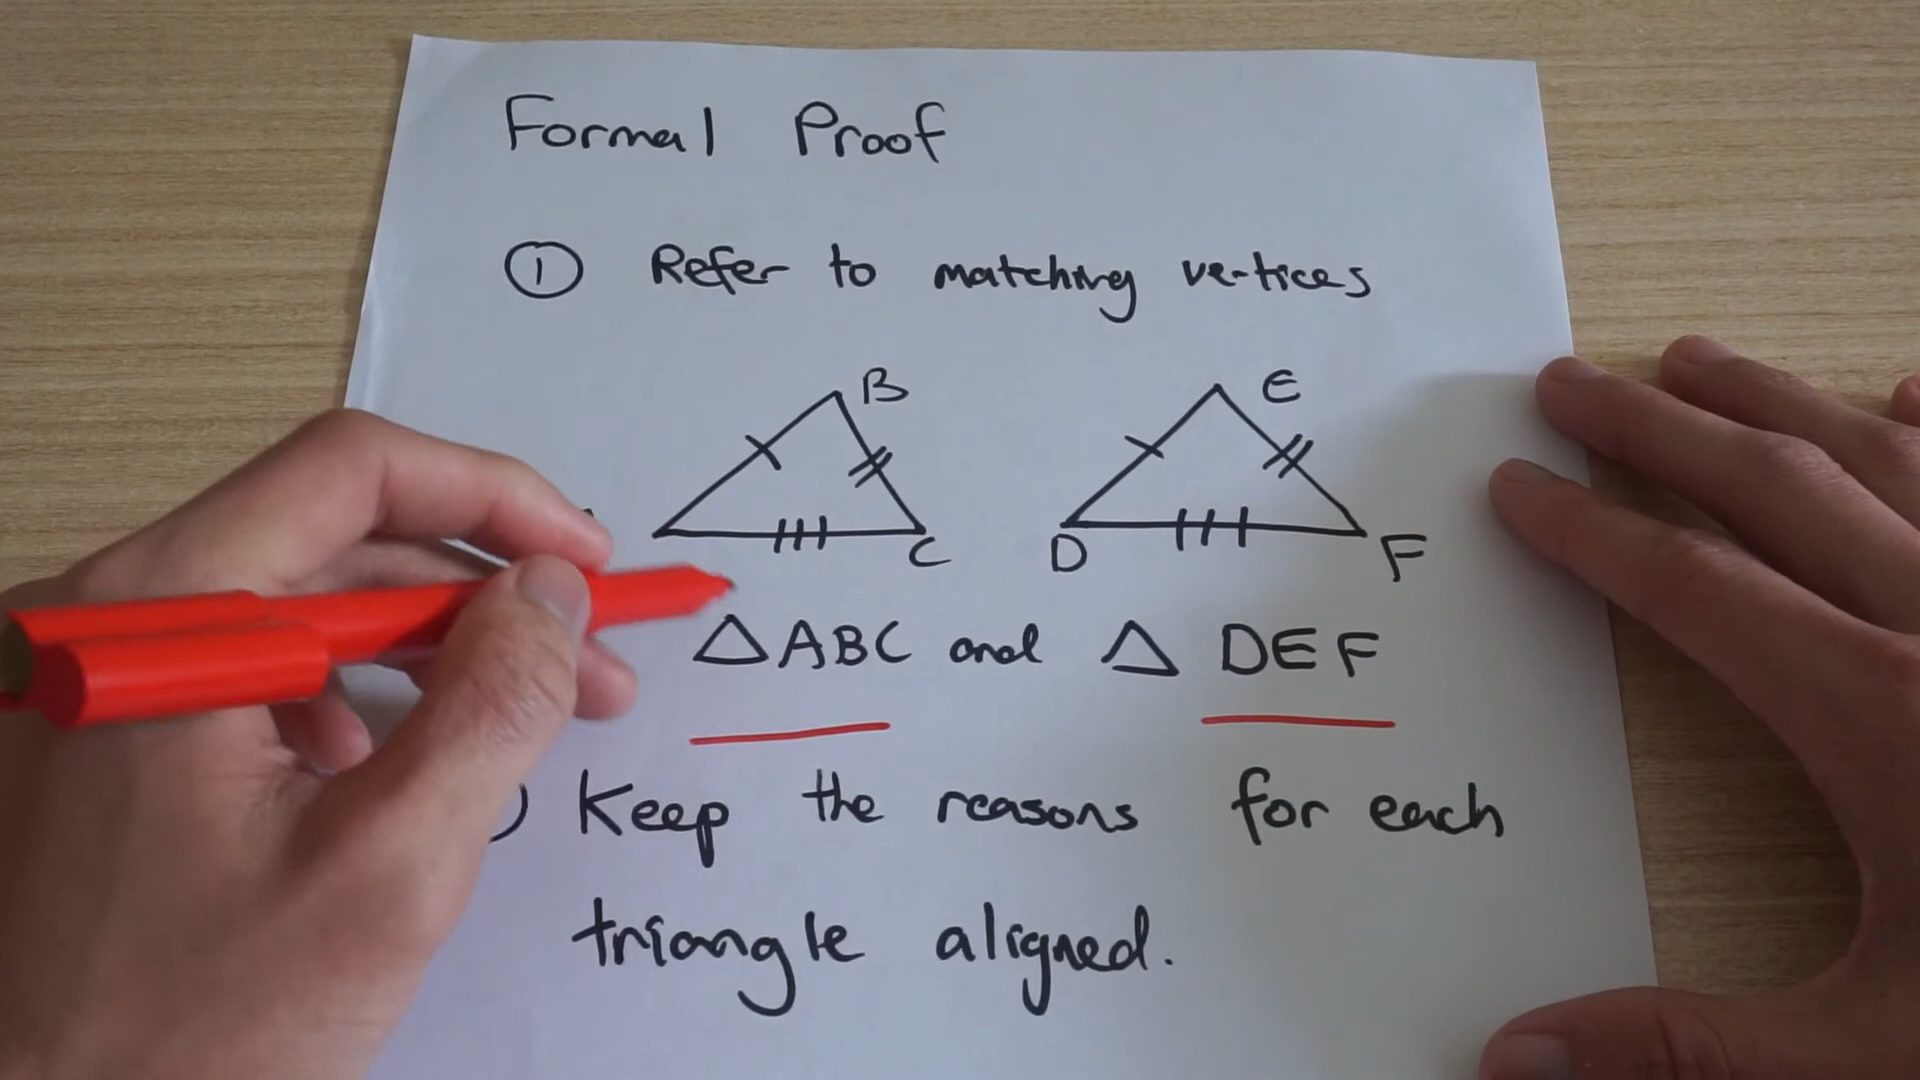 Formal Proof
1 Refer to matching vertices
B E
C D F
△ABC and △ DEF
Keep the reasons for each
triangle aligned.